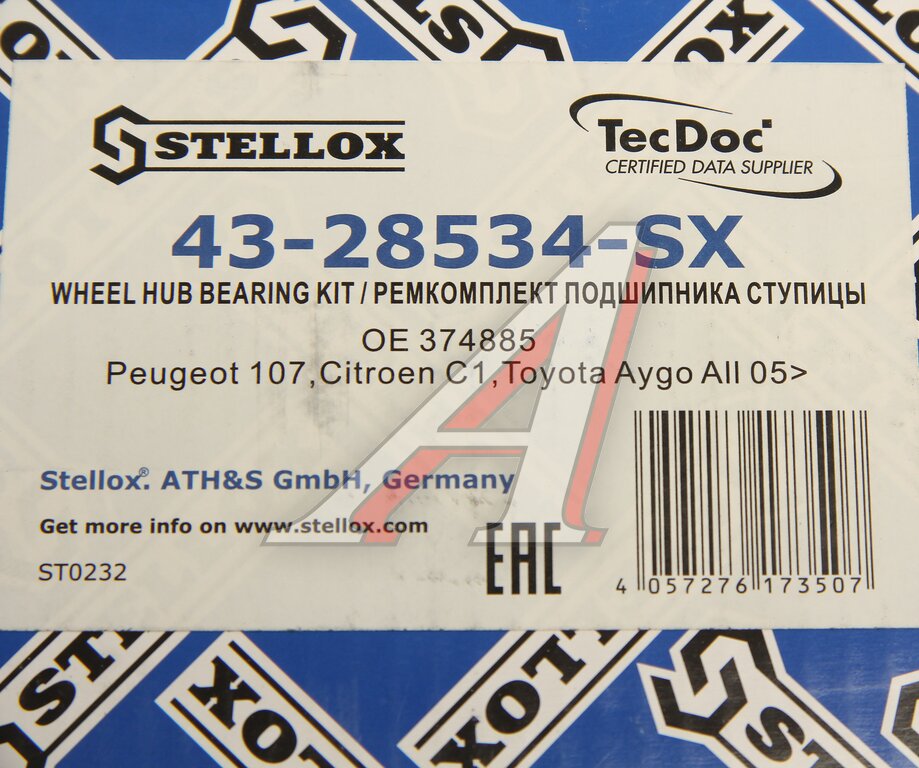 STELLOX
TecDoc
CERTIFIED DATA SUPPLIER
43-28534-SX
WHEEL HUB BEARING KIT / РЕМКОМПЛЕКТ ПОДШИПНИКА СТУПИЦЫ
OE 374885
Peugeot 107,Citroen C1,Toyota Aygo All 05>
Stellox®. ATH&S GmbH, Germany
Get more info on www.stellox.com
ST0232
EAC
4 057276 173507